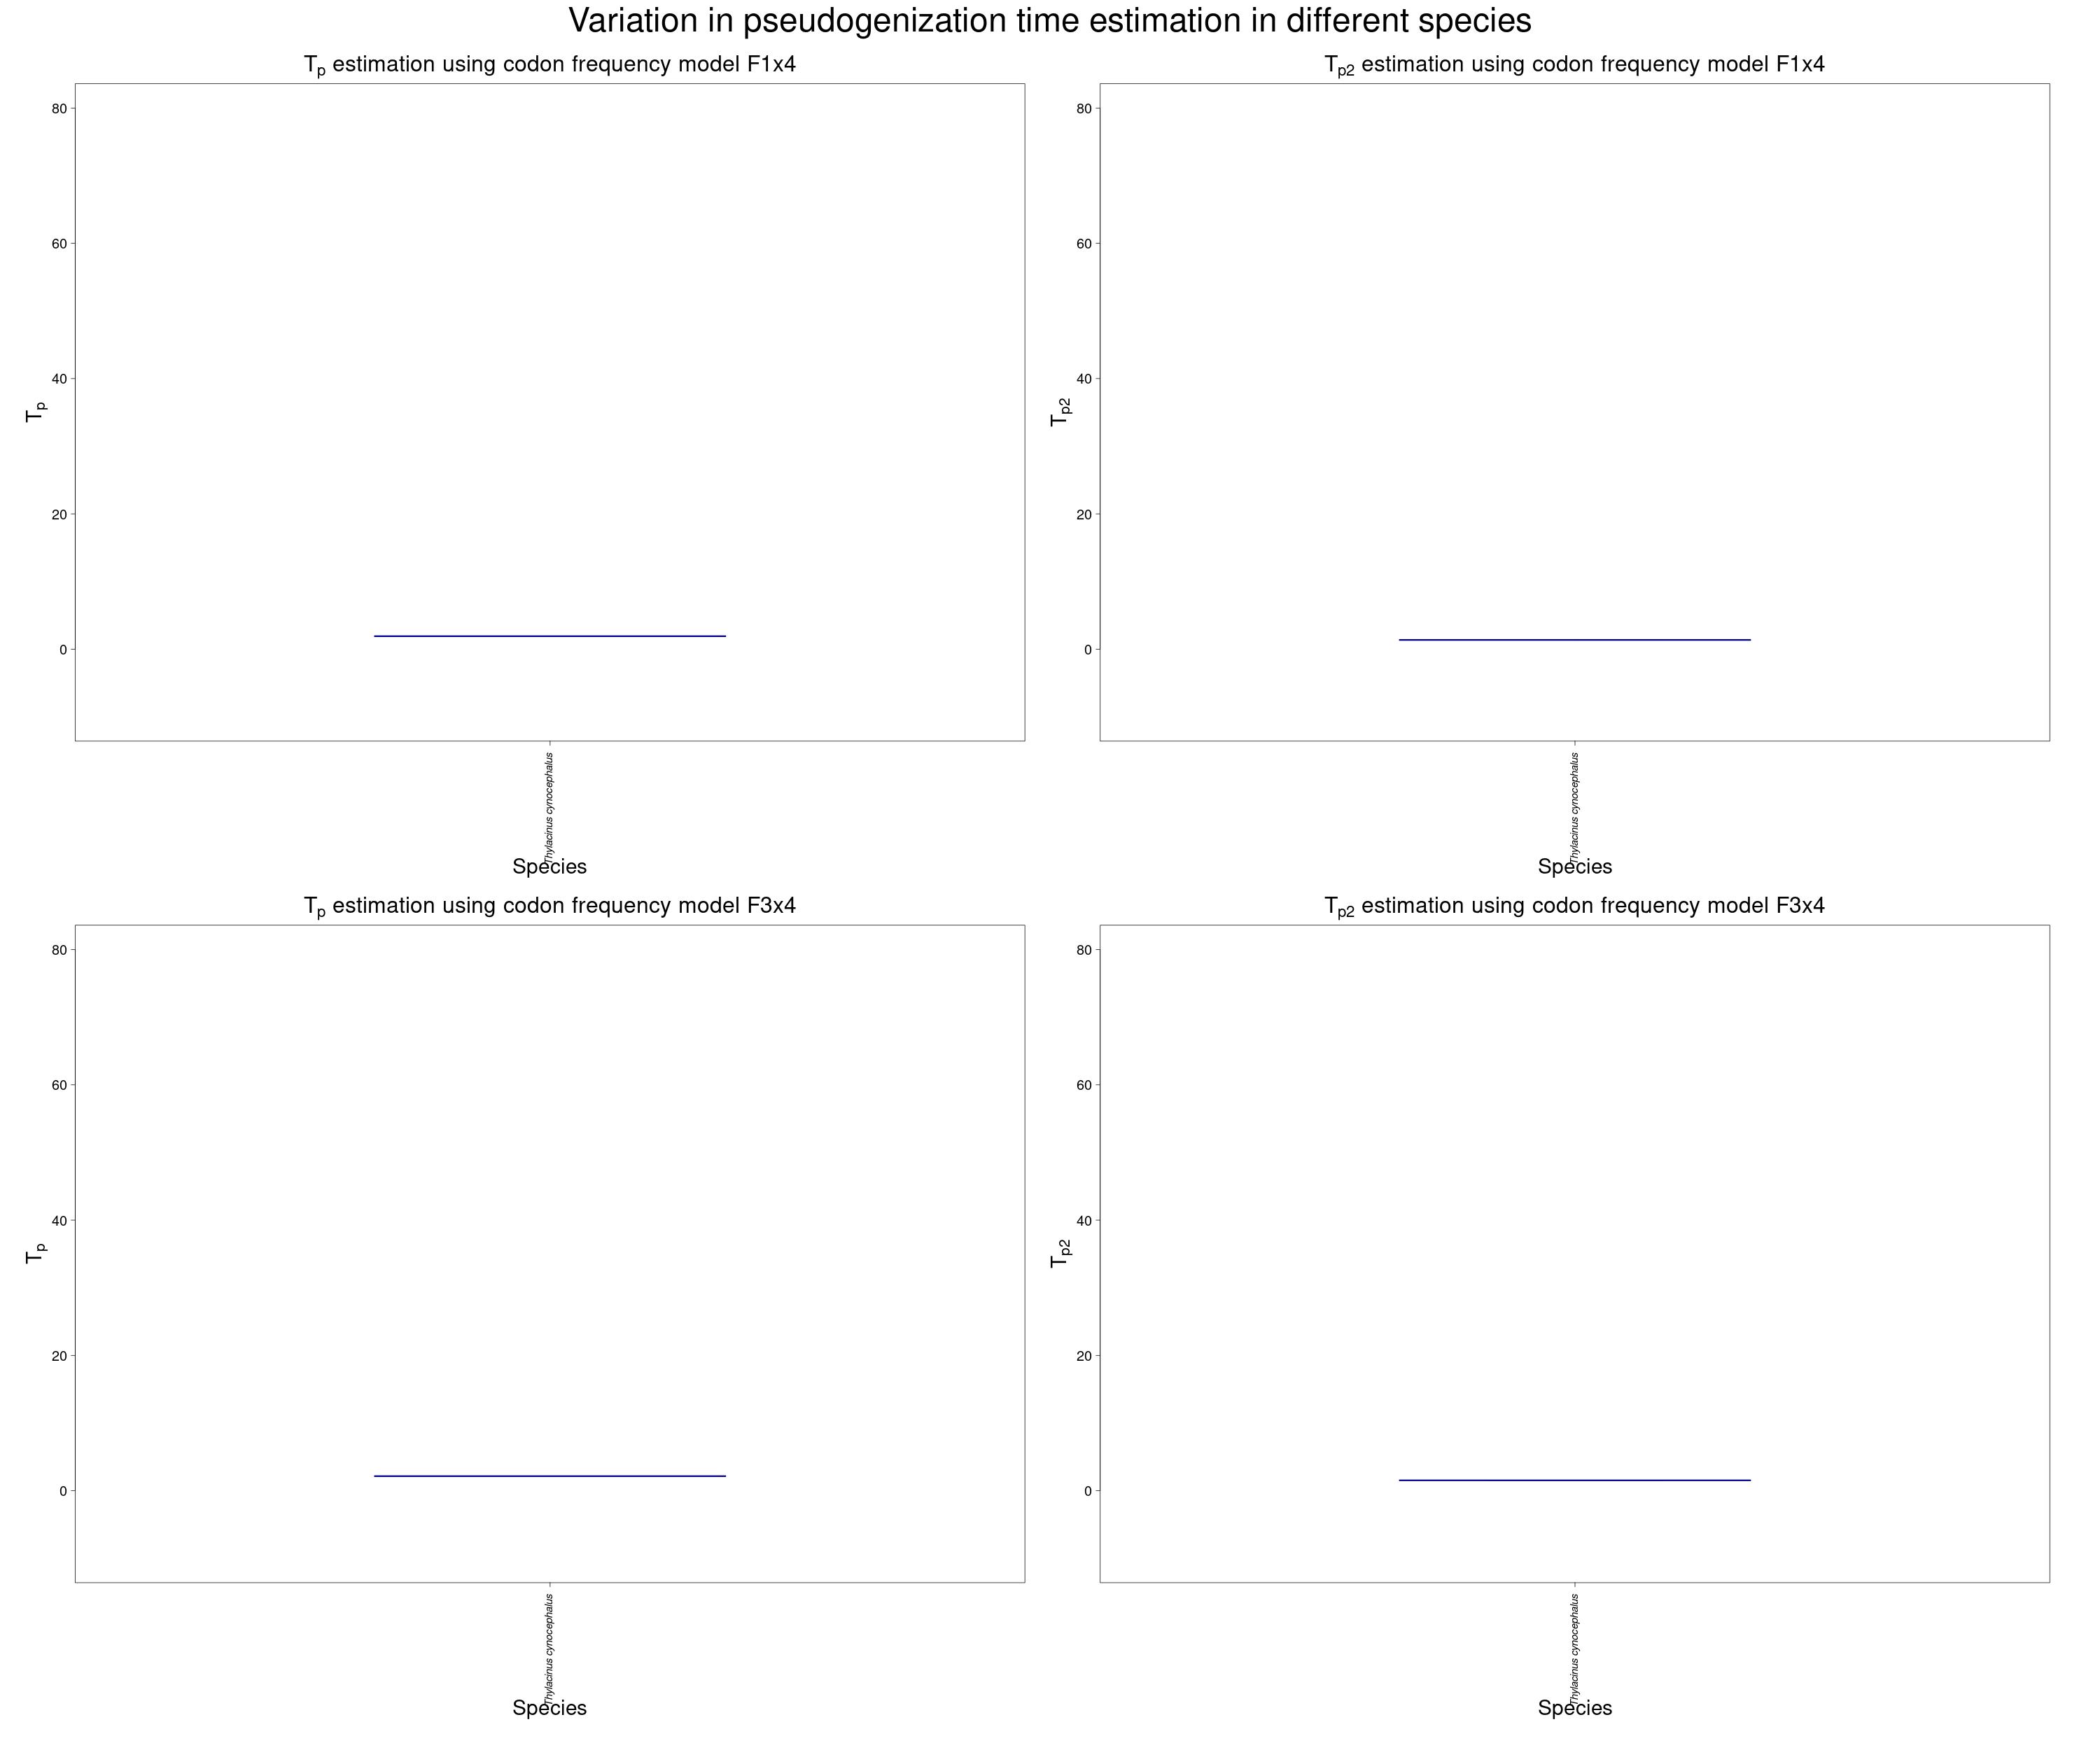 Variation in pseudogenization time estimation in different species
Tp estimation using codon frequency model F1x4
80
60
40
20
0
Tp
Thylacinus cynocephalus
Species
Tp2 estimation using codon frequency model F1x4
80
60
40
20
0
Tp2
Thylacinus cynocephalus
Species
Tp estimation using codon frequency model F3x4
80
60
40
20
0
Tp
Thylacinus cynocephalus
Species
Tp2 estimation using codon frequency model F3x4
80
60
40
20
0
Tp2
Thylacinus cynocephalus
Species